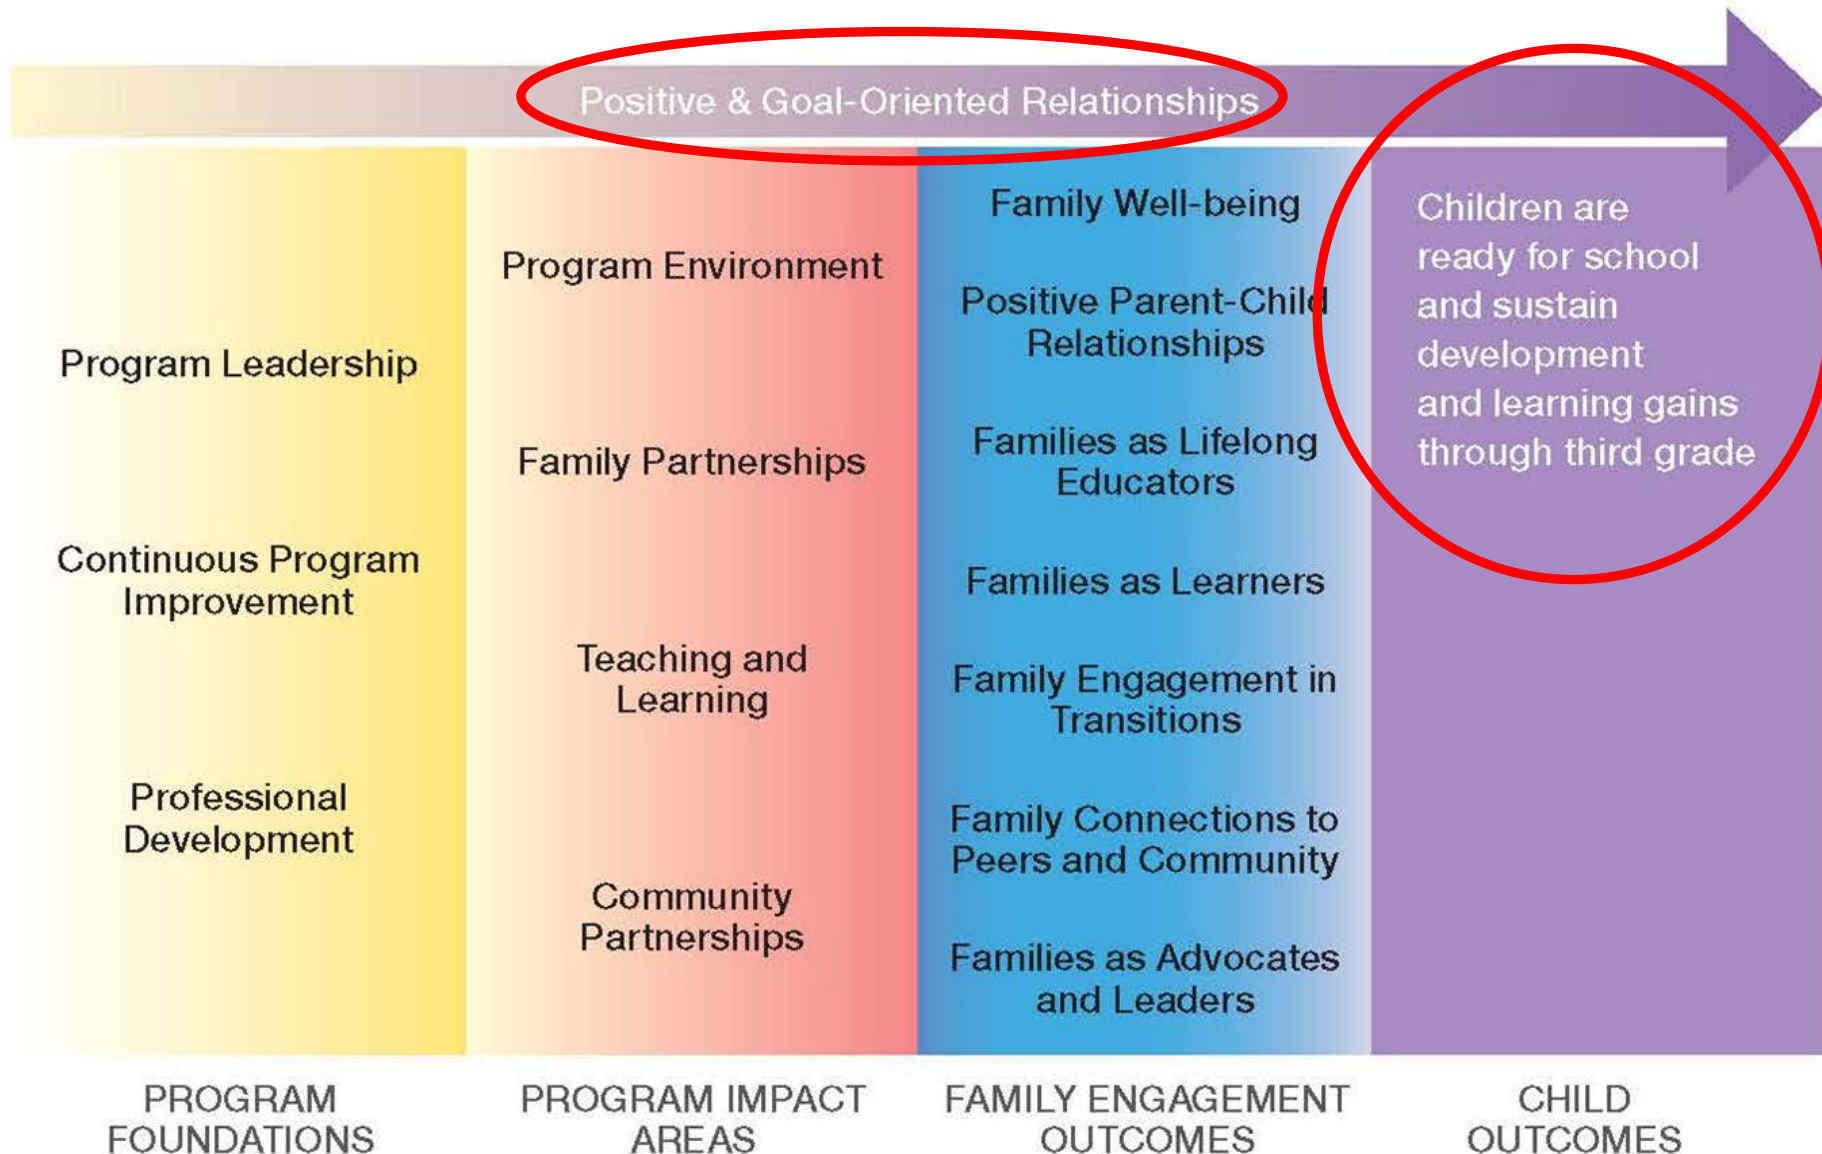 Positive & Goal-Oriented Relationships
Program Leadership
Continuous Program
Improvement
Professional
Development
PROGRAM
FOUNDATIONS
Program Environment
Family Partnerships
Teaching and
Learning
Community
Partnerships
PROGRAM IMPACT
AREAS
Family Well-being
Positive Parent-Child
Relationships
Families as Lifelong
Educators
Families as Learners
Family Engagement in
Transitions
Family Connections to
Peers and Community
Families as Advocates
and Leaders
FAMILY ENGAGEMENT
OUTCOMES
Children are
ready for school
and sustain
development
and learning gains
through third grade
CHILD
OUTCOMES